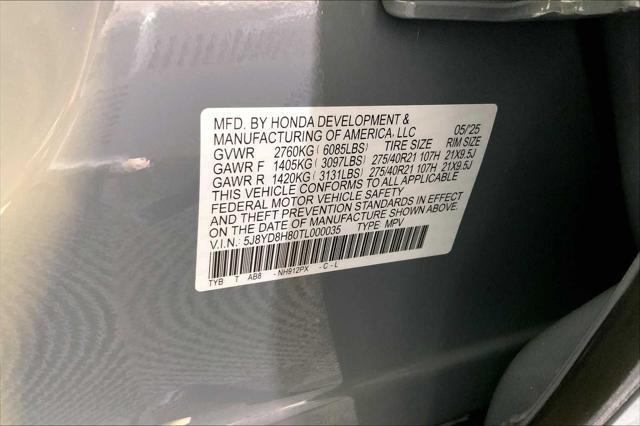 MFD. BY HONDA DEVELOPMENT &
MANUFACTURING OF AMERICA, LLC 05/'25
GVWR 2760KG ( 6085LBS) TIRE SIZE RIM SIZE
GAWR F 1405KG ( 3097LBS) 275/40R21 107H 21X9.5J
GAWR R 1420KG ( 3131LBS) 275/40R21 107H 21X9.5J
THIS VEHICLE CONFORMS TO ALL APPLICABLE
FEDERAL MOTOR VEHICLE SAFETY
AND THEFT PREVENTION STANDARDS IN EFFECT
ON THE DATE OF MANUFACTURE SHOWN ABOVE.
V.I.N.: 5J8YD8H80TL000035 TYPE: MPV
TYB T AB8 - NH912PX - C - L